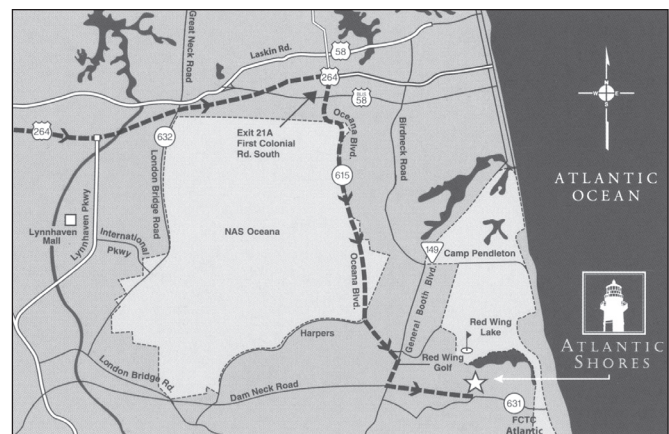 Great Neck Road
Laskin Rd.
58
264
BUS
58
264
632
Exit 21A
First Colonial
Rd. South
Oceana Blvd.
Birdneck Road
London Bridge Road
615
Lynnhaven
Mall
Lynnhaven Pkwy
International
Pkwy
NAS Oceana
Oceana Blvd.
149
Camp Pendleton
General Booth Blvd.
Harpers
Red Wing
Lake
Red Wing
Golf
London Bridge Rd.
Dam Neck Road
631
FCTC
Atlantic
N
W
E
S
ATLANTIC
OCEAN
ATLANTIC
SHORES